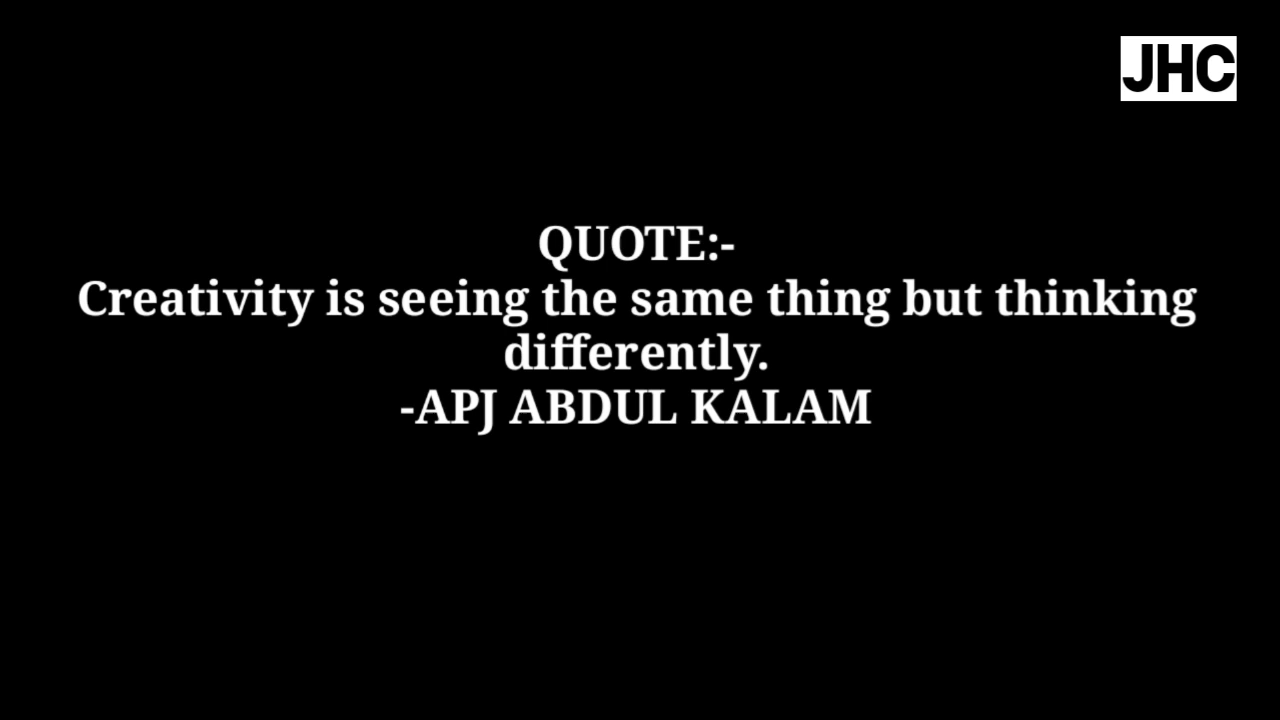 JHC
QUOTE:-
Creativity is seeing the same thing but thinking
differently.
-APJ ABDUL KALAM